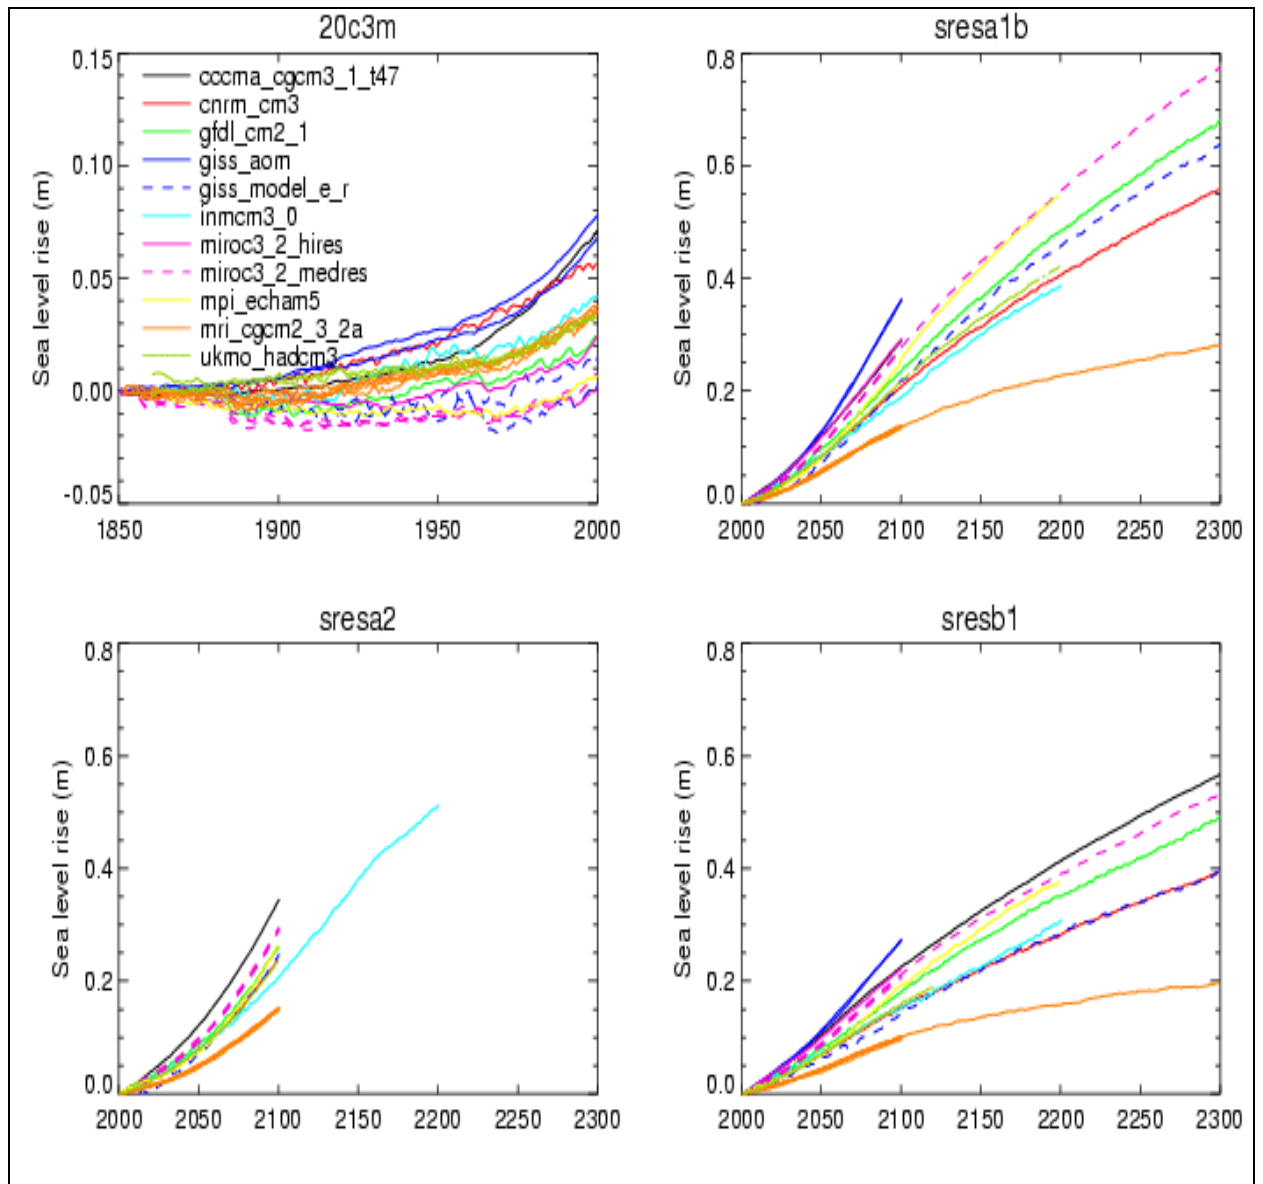 20c3m
0.15
0.10
0.05
0.00
-0.05
Sea level rise (m)
cccma_cgcm3_1_t47
cnrm_cm3
gfdl_cm2_1
giss_aom
giss_model_e_r
inmcm3_0
miroc3_2_hires
miroc3_2_medres
mpi_echam5
mri_cgcm2_3_2a
ukmo_hadcm3
1850 1900 1950 2000
sresa1b
0.8
0.6
0.4
0.2
0.0
Sea level rise (m)
2000 2050 2100 2150 2200 2250 2300
sresa2
0.8
0.6
0.4
0.2
0.0
Sea level rise (m)
2000 2050 2100 2150 2200 2250 2300
sresb1
0.8
0.6
0.4
0.2
0.0
Sea level rise (m)
2000 2050 2100 2150 2200 2250 2300